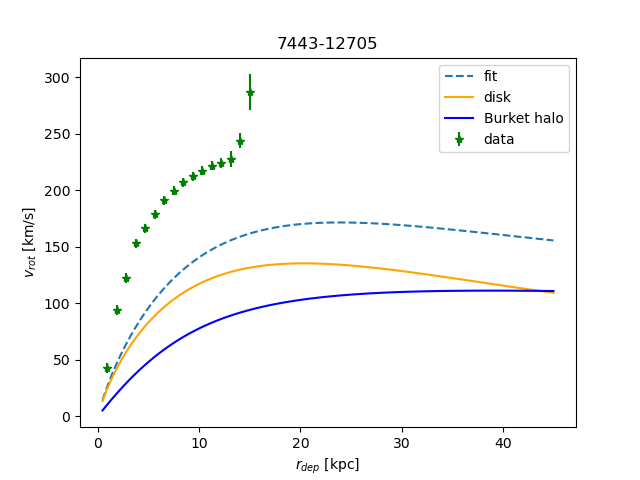 7443-12705
300
250
200
150
100
50
0
v_rot [km/s]
fit
disk
Burket halo
data
0 10 20 30 40
r_dep [kpc]